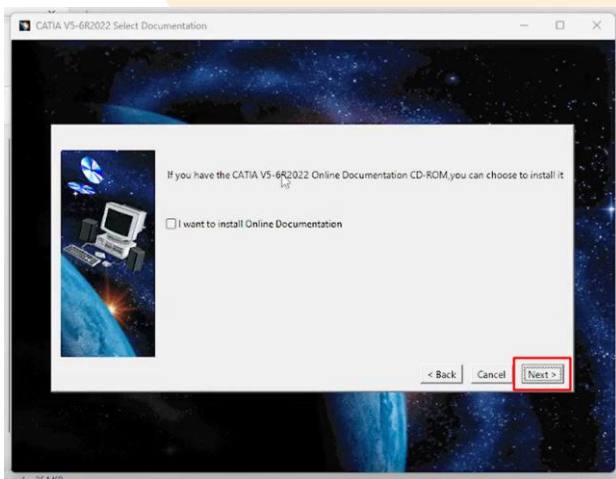 CATIA V5-6R2022 Select Documentation
If you have the CATIA V5-6R2022 Online Documentation CD-ROM,you can choose to install it
I want to install Online Documentation
< Back Cancel Next >